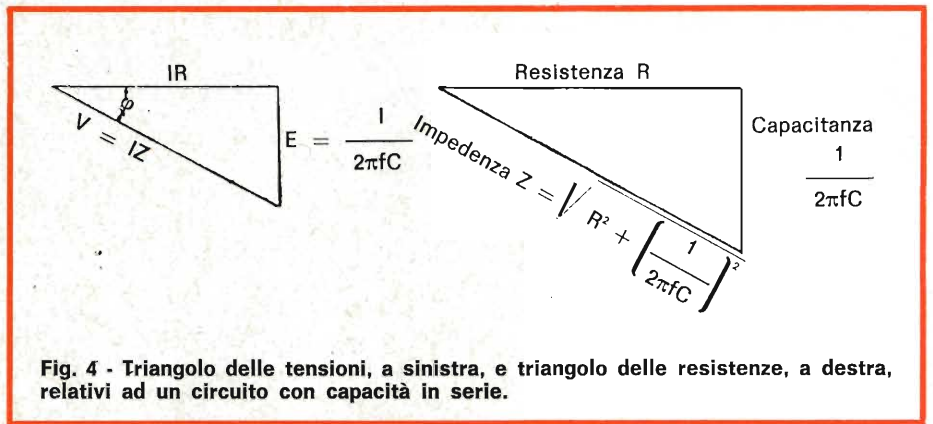 IR
φ
V = IZ
E = I / 2πfC
Resistenza R
Impedenza Z = √ R² + (1 / 2πfC)²
Capacitanza
1 / 2πfC
Fig. 4 - Triangolo delle tensioni, a sinistra, e triangolo delle resistenze, a destra,
relativi ad un circuito con capacità in serie.